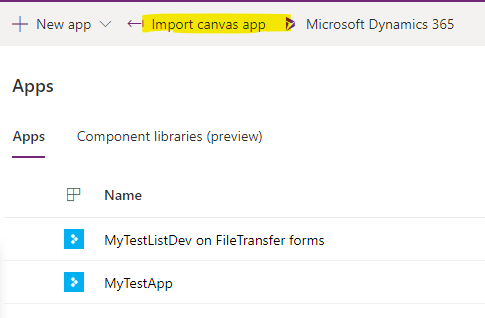 New app Import canvas app Microsoft Dynamics 365
Apps
Apps Component libraries (preview)
Name
MyTestListDev on FileTransfer forms
MyTestApp